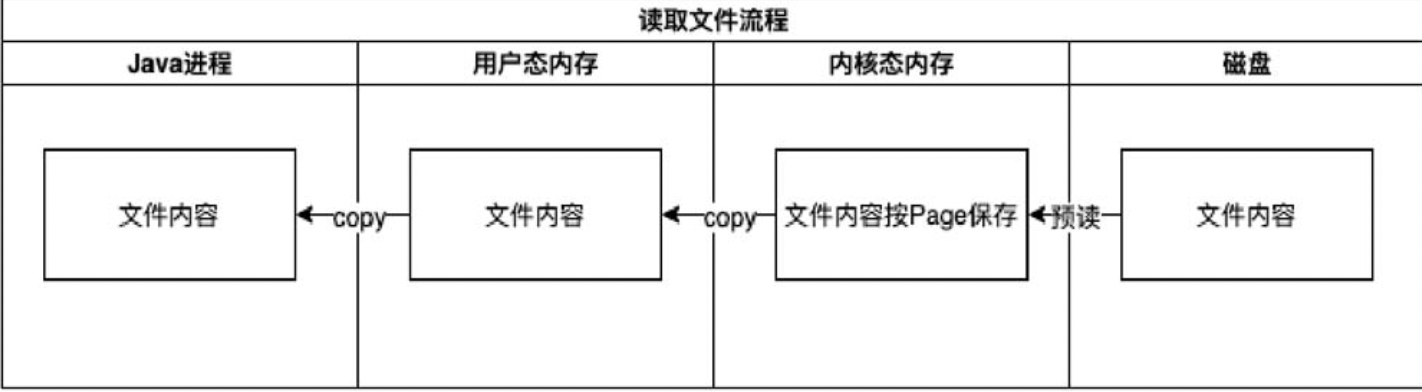 读取文件流程
Java进程
用户态内存
内核态内存
磁盘
文件内容
copy
文件内容
copy
文件内容按Page保存
预读
文件内容